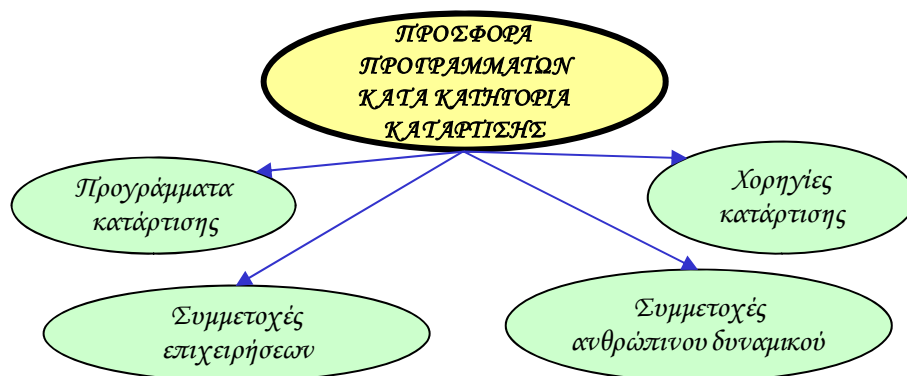 ΠΡΟΣΦΟΡΑ
ΠΡΟΓΡΑΜΜΑΤΩΝ
ΚΑΤΑ ΚΑΤΗΓΟΡΙΑ
ΚΑΤΑΡΤΙΣΗΣ
Προγράμματα
κατάρτισης
Χορηγίες
κατάρτισης
Συμμετοχές
επιχειρήσεων
Συμμετοχές
ανθρώπινου δυναμικού